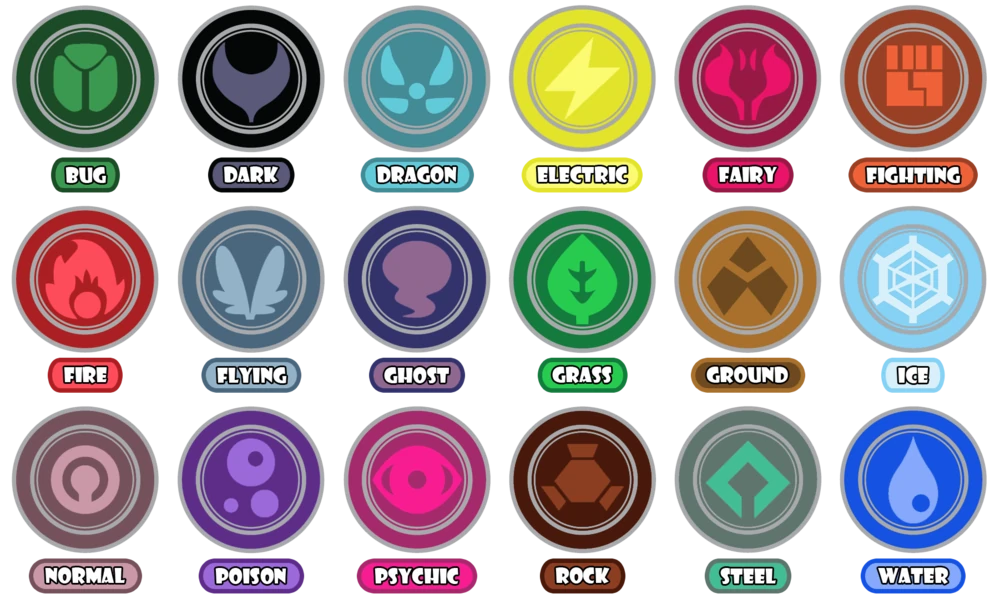 BUG DARK DRAGON ELECTRIC FAIRY FIGHTING
FIRE FLYING GHOST GRASS GROUND ICE
NORMAL POISON PSYCHIC ROCK STEEL WATER